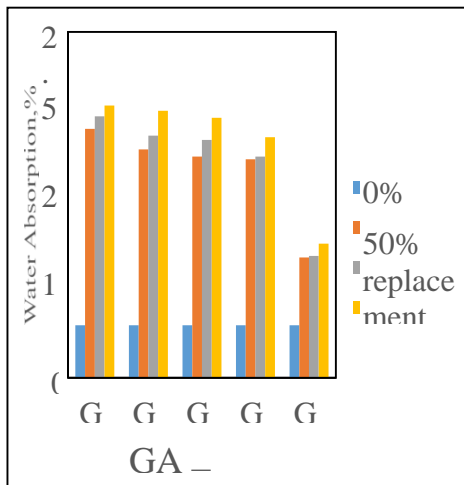 Water Absorption,%
2
.
5
2
1
(
G G G G G
GA _
0%
50%
replace
ment